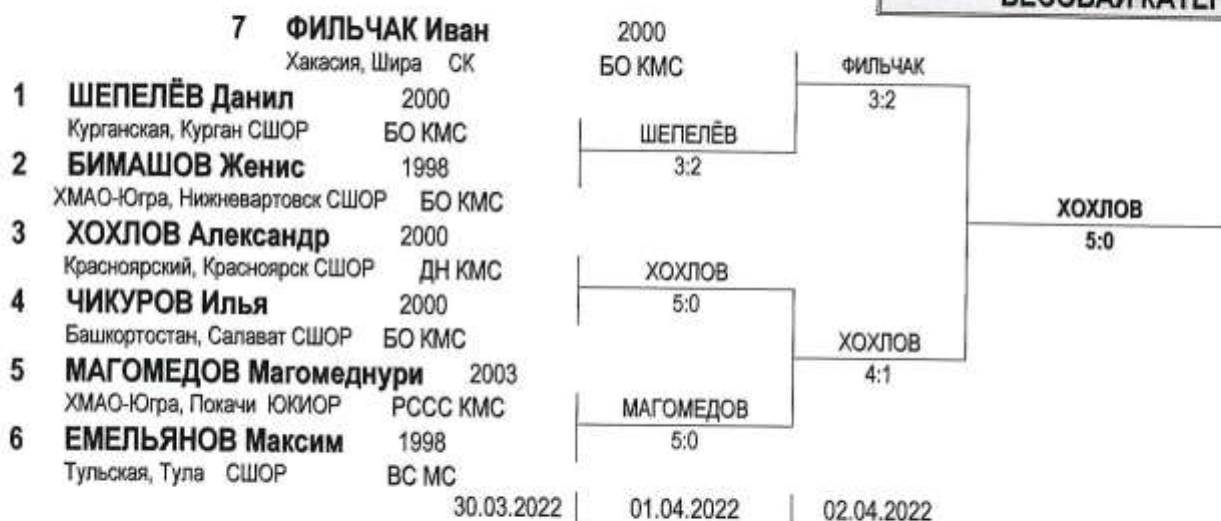 ВЕСОВАЯ КАТЕГ
7 ФИЛЬЧАК Иван 2000
Хакасия, Шира СК БО КМС ФИЛЬЧАК
1 ШЕПЕЛЁВ Данил 2000 3:2
Курганская, Курган СШОР БО КМС ШЕПЕЛЁВ
2 БИМАШОВ Женис 1998 3:2
ХМАО-Югра, Нижневартовск СШОР БО КМС ХОХЛОВ
3 ХОХЛОВ Александр 2000 5:0
Красноярский, Красноярск СШОР ДН КМС ХОХЛОВ
4 ЧИКУРОВ Илья 2000 5:0
Башкортостан, Салават СШОР БО КМС ХОХЛОВ
5 МАГОМЕДОВ Магомеднури 2003 4:1
ХМАО-Югра, Покачи ЮКИОР РССС КМС МАГОМЕДОВ
6 ЕМЕЛЬЯНОВ Максим 1998 5:0
Тульская, Тула СШОР ВС МС
30.03.2022 01.04.2022 02.04.2022